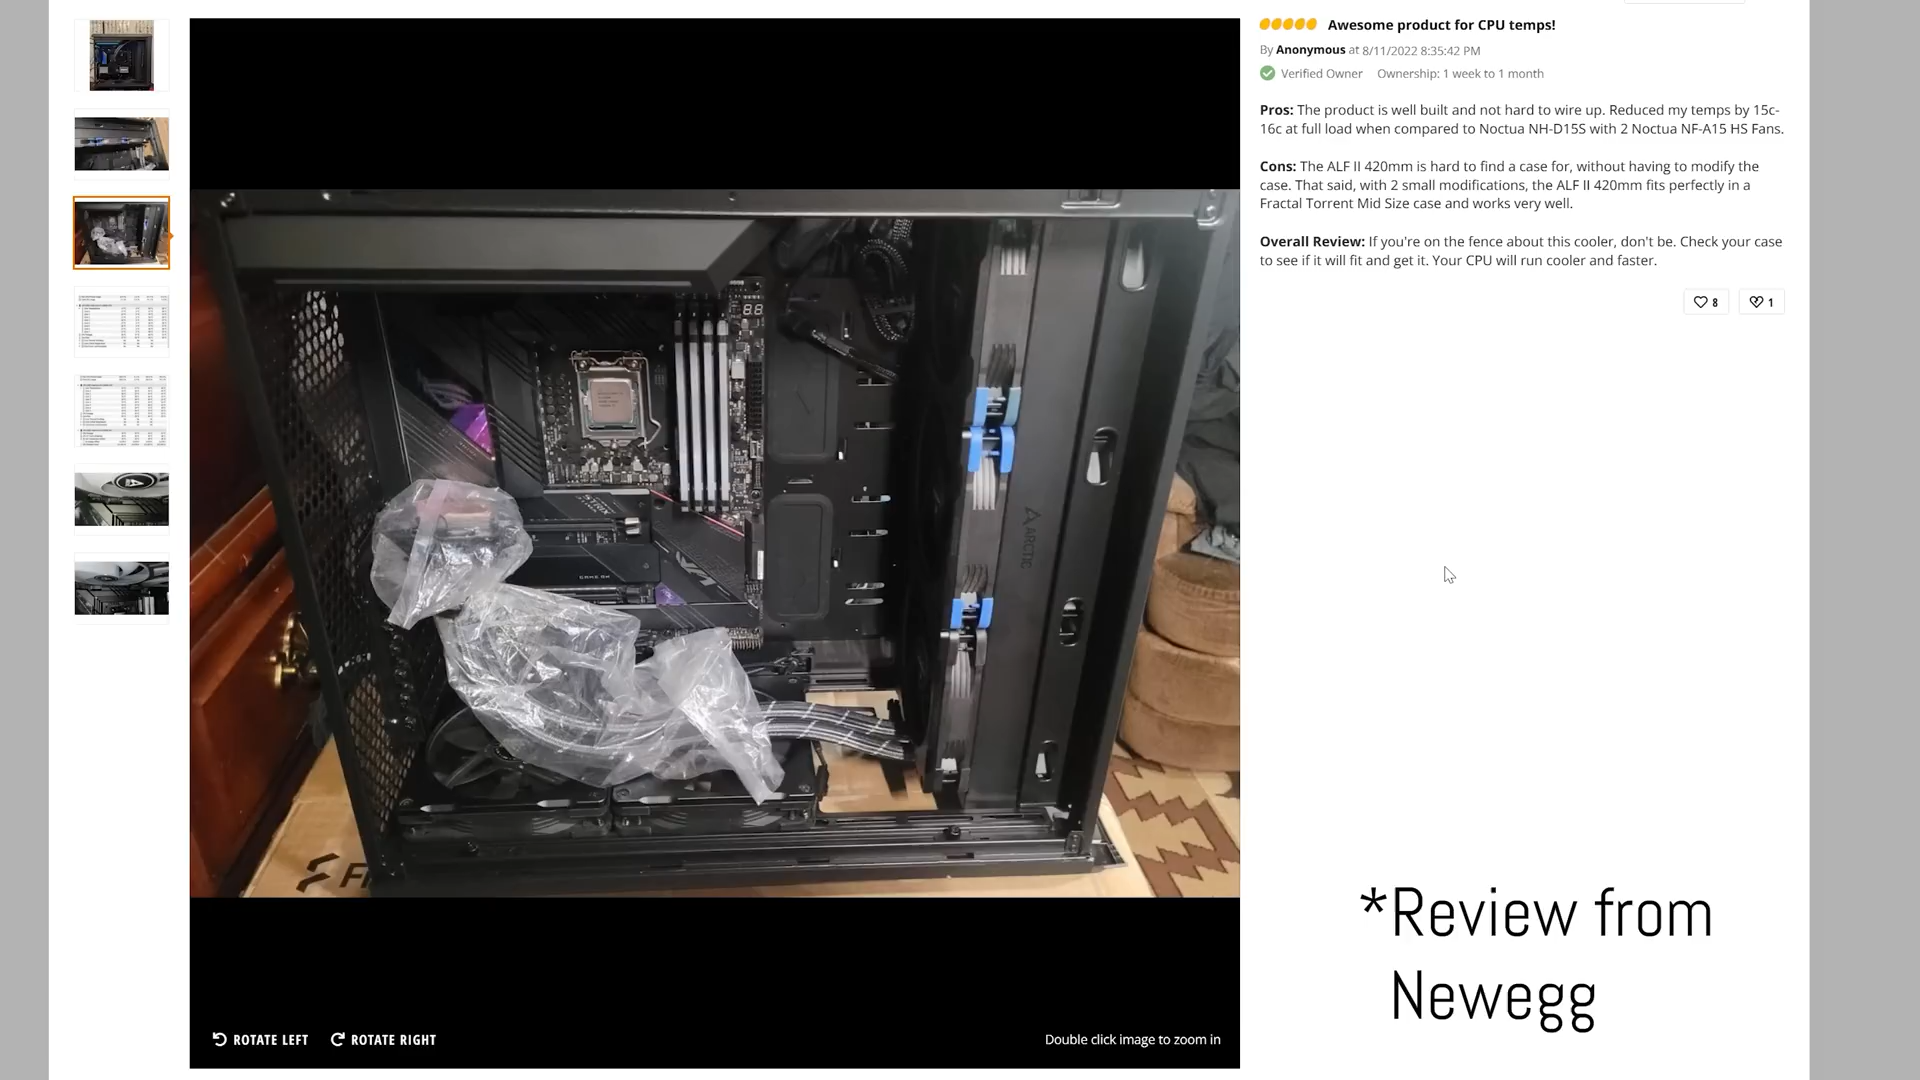 Awesome product for CPU temps!
By Anonymous at 8/11/2022 8:35:42 PM
Verified Owner Ownership: 1 week to 1 month
Pros: The product is well built and not hard to wire up. Reduced my temps by 15c-
16c at full load when compared to Noctua NH-D15S with 2 Noctua NF-A15 HS Fans.
Cons: The ALF II 420mm is hard to find a case for, without having to modify the
case. That said, with 2 small modifications, the ALF II 420mm fits perfectly in a
Fractal Torrent Mid Size case and works very well.
Overall Review: If you're on the fence about this cooler, don't be. Check your case
to see if it will fit and get it. Your CPU will run cooler and faster.
8 1
ARCTIC
GAME ON
*Review from
Newegg
ROTATE LEFT ROTATE RIGHT
Double click image to zoom in